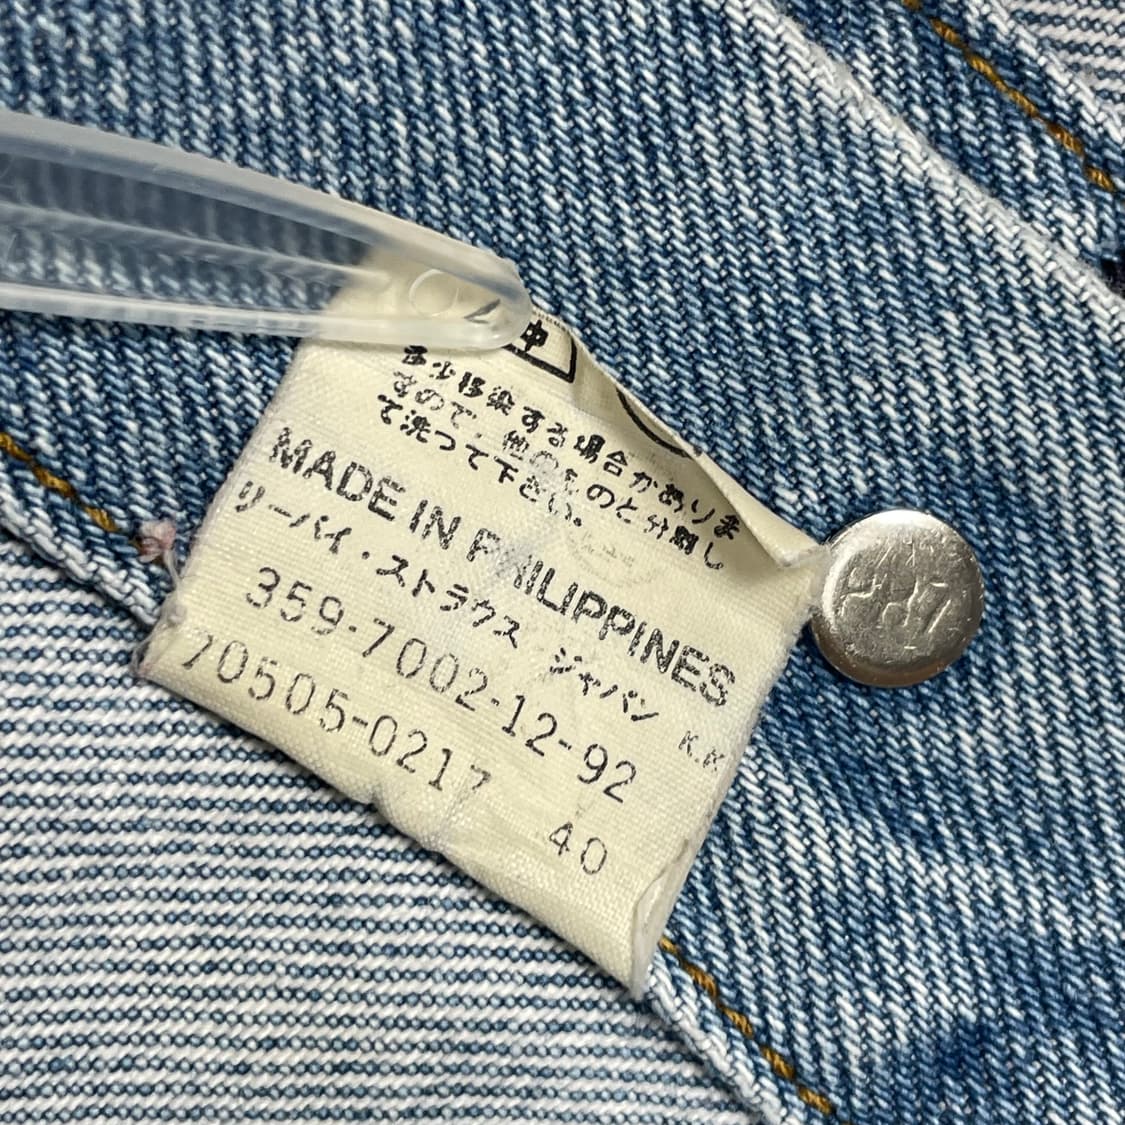 中
多少移染する場合がありま
すので、他のものと分別し
て洗って下さい。
MADE IN PHILIPPINES
リーバイ・ストラウス ジャパン K.K
359-7002-12-92
70505-0217 40